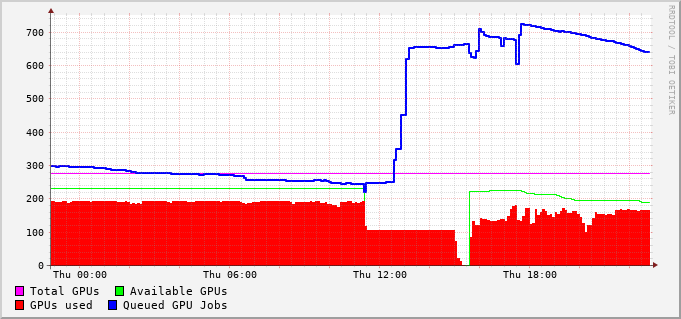 700
600
500
400
300
200
100
0
Thu 00:00 Thu 06:00 Thu 12:00 Thu 18:00
Total GPUs Available GPUs
GPUs used Queued GPU Jobs
RRDTOOL / TOBI OETIKER